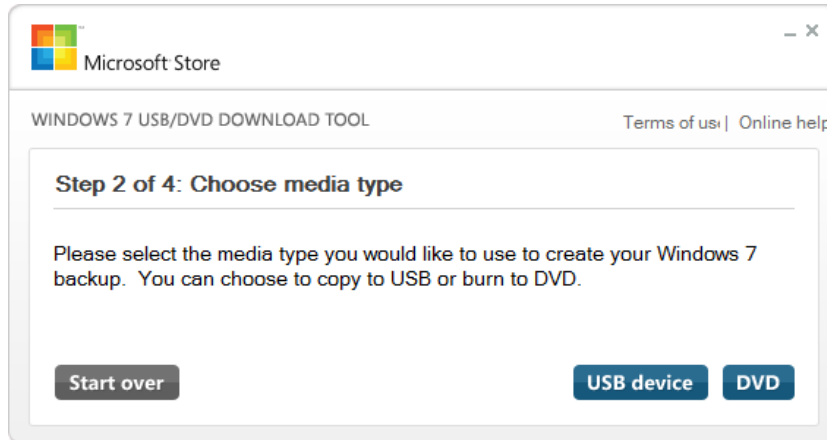 Microsoft Store
WINDOWS 7 USB/DVD DOWNLOAD TOOL
Terms of us | Online help
Step 2 of 4: Choose media type
Please select the media type you would like to use to create your Windows 7
backup.  You can choose to copy to USB or burn to DVD.
Start over
USB device
DVD